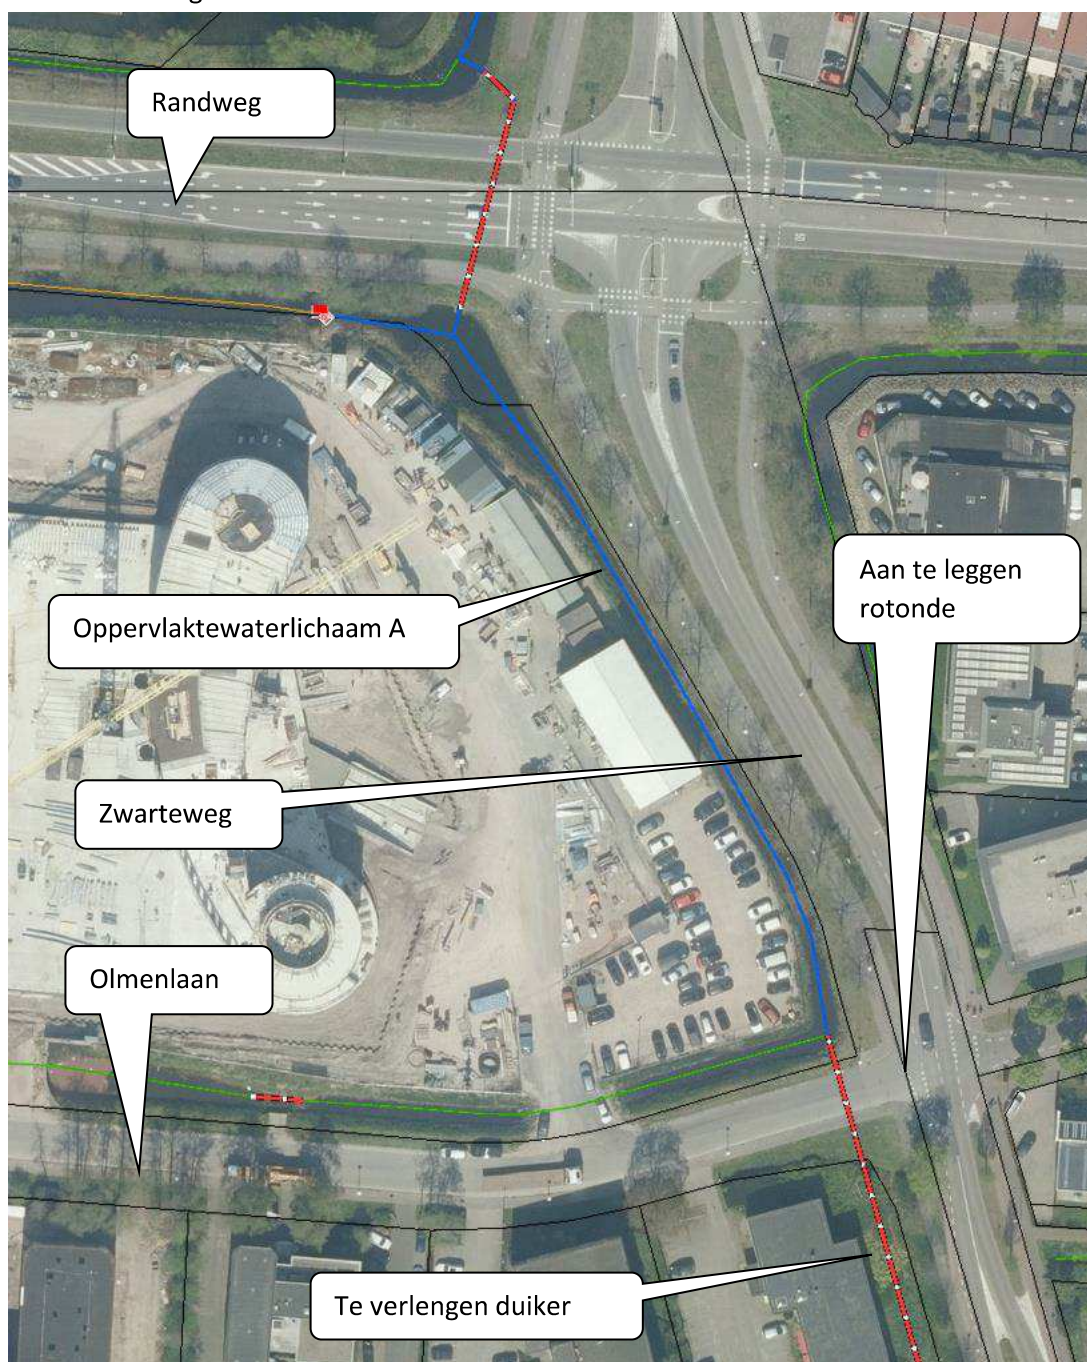 Randweg
Aan te leggen
rotonde
Oppervlaktewaterlichaam A
Zwarteweg
Olmenlaan
Te verlengen duiker